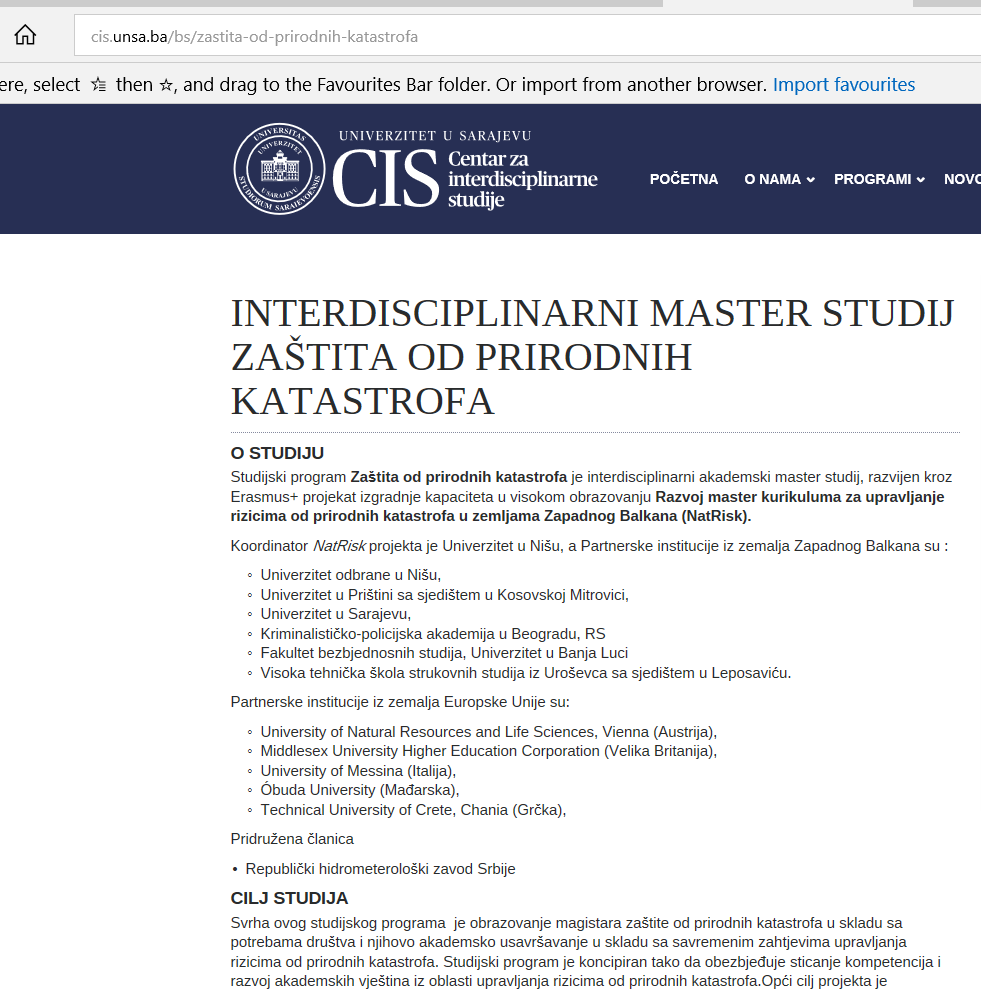 cis.unsa.ba/bs/zastita-od-prirodnih-katastrofa
ere, select then , and drag to the Favourites Bar folder. Or import from another browser. Import favourites
UNIVERSITAS STUDIORUM SARAJEVOENSIS
UNIVERZITET U SARAJEVU
UNIVERZITET U SARAJEVU
CIS Centar za
interdisciplinarne
studije
POČETNA O NAMA PROGRAMI NOVO
INTERDISCIPLINARNI MASTER STUDIJ
ZAŠTITA OD PRIRODNIH
KATASTROFA
O STUDIJU
Studijski program Zaštita od prirodnih katastrofa je interdisciplinarni akademski master studij, razvijen kroz
Erasmus+ projekat izgradnje kapaciteta u visokom obrazovanju Razvoj master kurikuluma za upravljanje
rizicima od prirodnih katastrofa u zemljama Zapadnog Balkana (NatRisk).
Koordinator NatRisk projekta je Univerzitet u Nišu, a Partnerske institucije iz zemalja Zapadnog Balkana su :
◦ Univerzitet odbrane u Nišu,
◦ Univerzitet u Prištini sa sjedištem u Kosovskoj Mitrovici,
◦ Univerzitet u Sarajevu,
◦ Kriminalističko-policijska akademija u Beogradu, RS
◦ Fakultet bezbjednosnih studija, Univerzitet u Banja Luci
◦ Visoka tehnička škola strukovnih studija iz Uroševca sa sjedištem u Leposaviću.
Partnerske institucije iz zemalja Europske Unije su:
◦ University of Natural Resources and Life Sciences, Vienna (Austrija),
◦ Middlesex University Higher Education Corporation (Velika Britanija),
◦ University of Messina (Italija),
◦ Óbuda University (Mađarska),
◦ Technical University of Crete, Chania (Grčka),
Pridružena članica
• Republički hidrometerološki zavod Srbije
CILJ STUDIJA
Svrha ovog studijskog programa je obrazovanje magistara zaštite od prirodnih katastrofa u skladu sa
potrebama društva i njihovo akademsko usavršavanje u skladu sa savremenim zahtjevima upravljanja
rizicima od prirodnih katastrofa. Studijski program je koncipiran tako da obezbjeđuje sticanje kompetencija i
razvoj akademskih vještina iz oblasti upravljanja rizicima od prirodnih katastrofa.Opći cilj projekta je